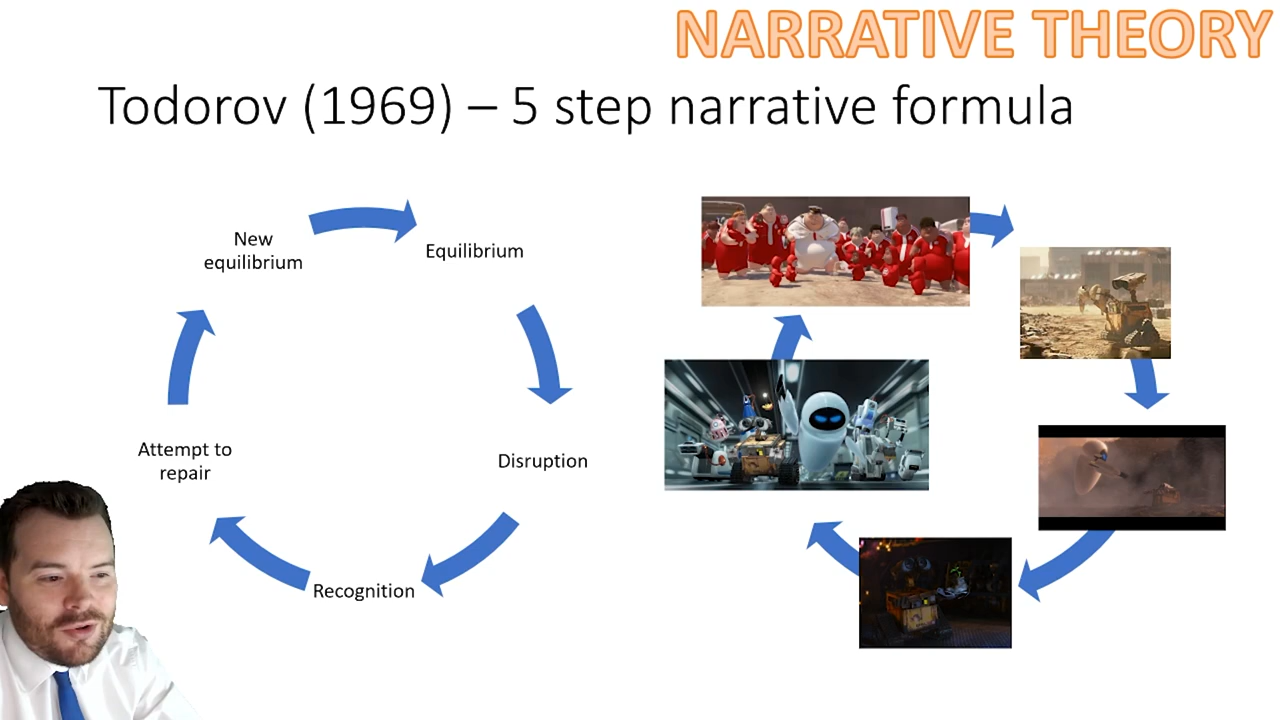 NARRATIVE THEORY
Todorov (1969) – 5 step narrative formula
New
equilibrium
Equilibrium
Attempt to
repair
Disruption
Recognition